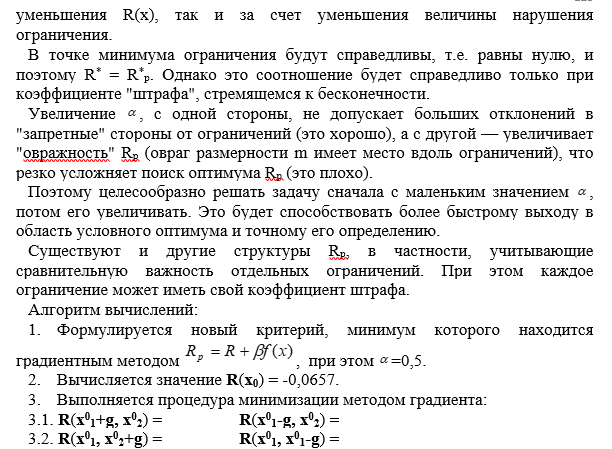 уменьшения R(x), так и за счет уменьшения величины нарушения
ограничения.
В точке минимума ограничения будут справедливы, т.е. равны нулю, и
поэтому R* = R*p. Однако это соотношение будет справедливо только при
коэффициенте "штрафа", стремящемся к бесконечности.
Увеличение α, с одной стороны, не допускает больших отклонений в
"запретные" стороны от ограничений (это хорошо), а с другой — увеличивает
"овражность" Rp (овраг размерности m имеет место вдоль ограничений), что
резко усложняет поиск оптимума Rp (это плохо).
Поэтому целесообразно решать задачу сначала с маленьким значением α,
потом его увеличивать. Это будет способствовать более быстрому выходу в
область условного оптимума и точному его определению.
Существуют и другие структуры Rp, в частности, учитывающие
сравнительную важность отдельных ограничений. При этом каждое
ограничение может иметь свой коэффициент штрафа.
Алгоритм вычислений:
1. Формулируется новый критерий, минимум которого находится
градиентным методом Rp = R + βf(x), при этом α=0,5.
2. Вычисляется значение R(x0) = -0,0657.
3. Выполняется процедура минимизации методом градиента:
3.1. R(x⁰1+g, x⁰2) = R(x⁰1-g, x⁰2) =
3.2. R(x⁰1, x⁰2+g) = R(x⁰1, x⁰1-g) =